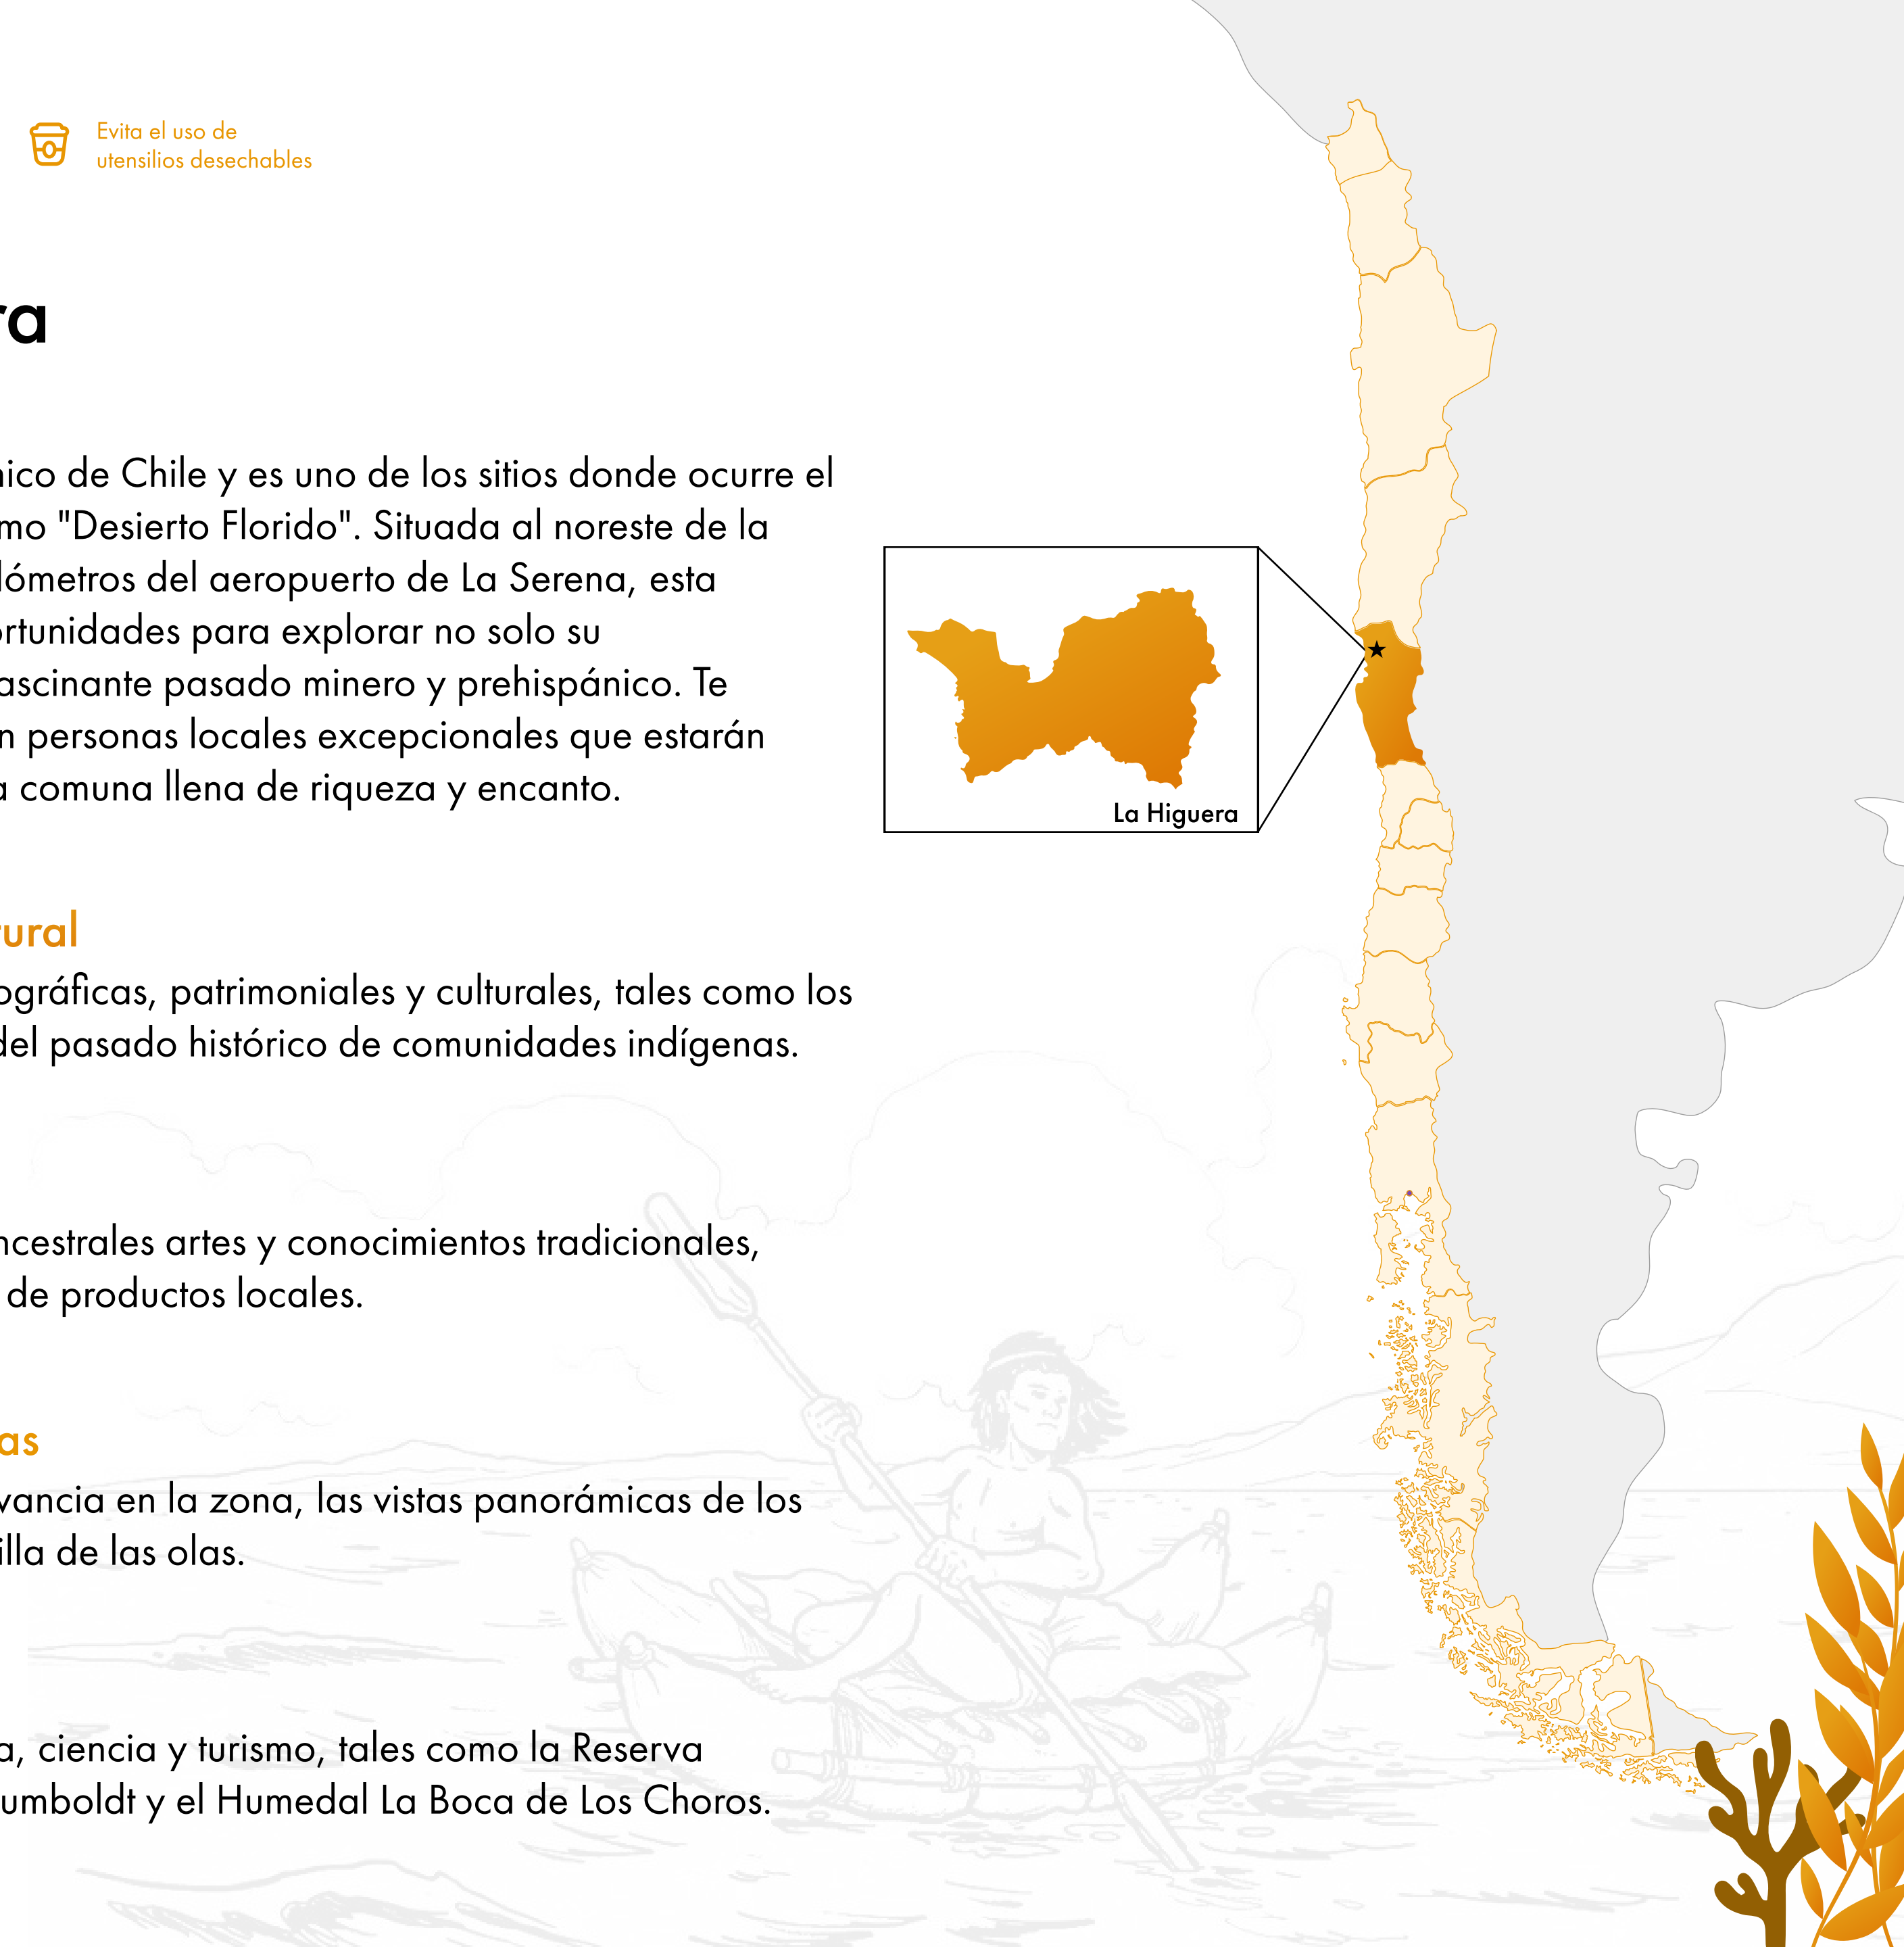 Evita el uso de
utensilios desechables
ra
nico de Chile y es uno de los sitios donde ocurre el
mo "Desierto Florido". Situada al noreste de la
lómetros del aeropuerto de La Serena, esta
ortunidades para explorar no solo su
ascinante pasado minero y prehispánico. Te
n personas locales excepcionales que estarán
a comuna llena de riqueza y encanto.
La Higuera
tural
ográficas, patrimoniales y culturales, tales como los
del pasado histórico de comunidades indígenas.
ncestrales artes y conocimientos tradicionales,
de productos locales.
as
vancia en la zona, las vistas panorámicas de los
illa de las olas.
a, ciencia y turismo, tales como la Reserva
umboldt y el Humedal La Boca de Los Choros.